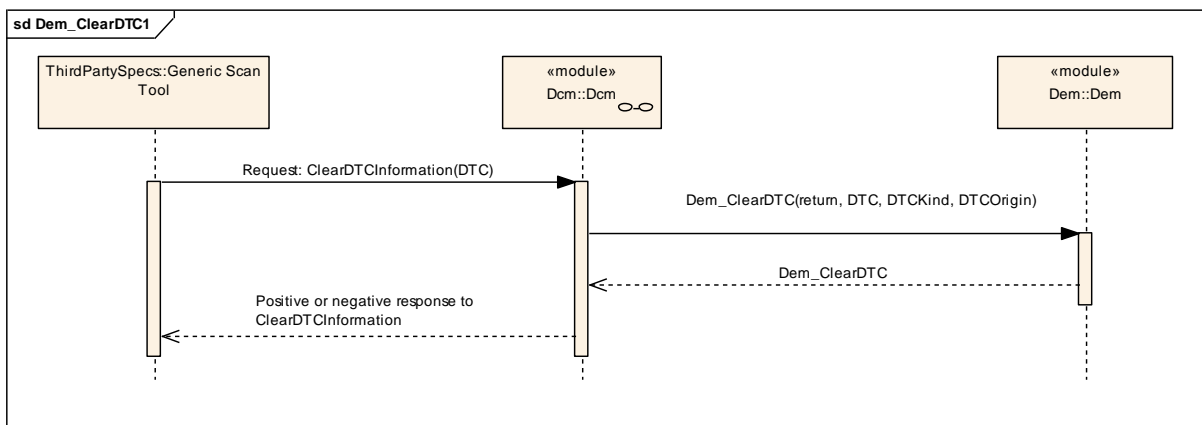 sd Dem_ClearDTC1
ThirdPartySpecs::Generic Scan
Tool
«module»
Dcm::Dcm
«module»
Dem::Dem
Request: ClearDTCInformation(DTC)
Dem_ClearDTC(return, DTC, DTCKind, DTCOrigin)
Dem_ClearDTC
Positive or negative response to
ClearDTCInformation